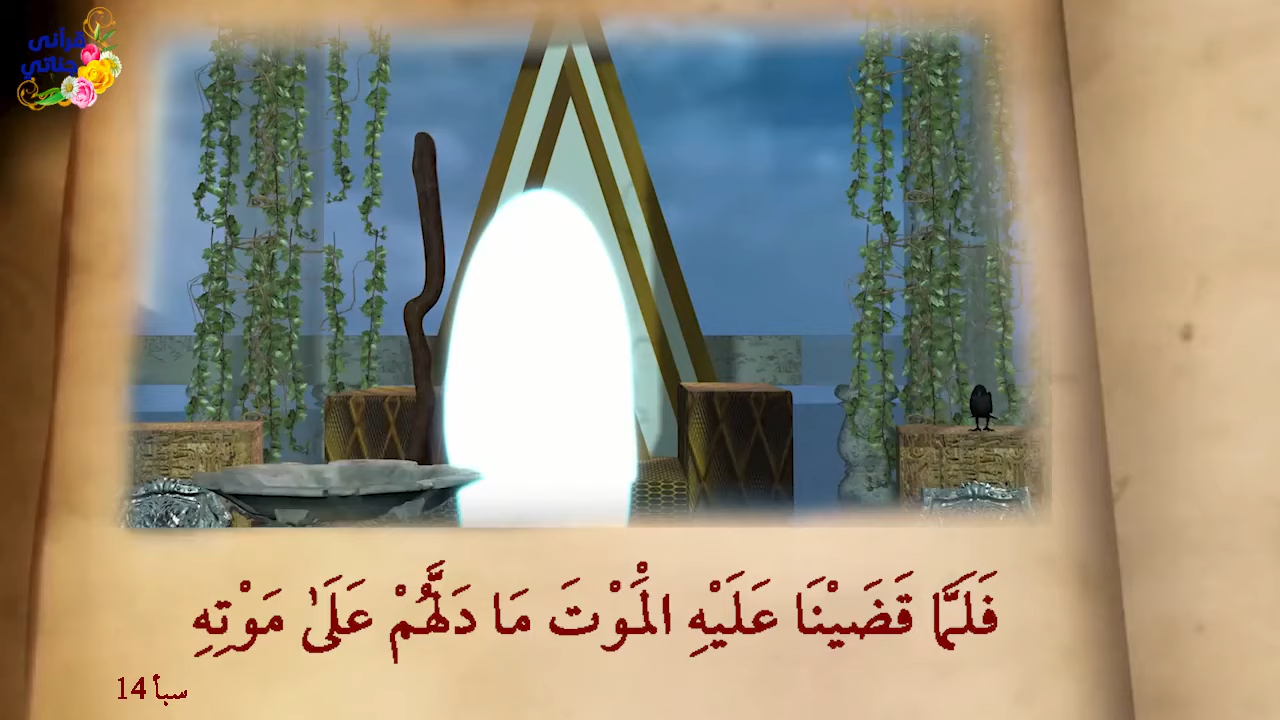 قرآني
جناتي
فَلَمَّا قَضَيْنَا عَلَيْهِ الْمَوْتَ مَا دَلَّهُمْ عَلَىٰ مَوْتِهِ
سبأ 14